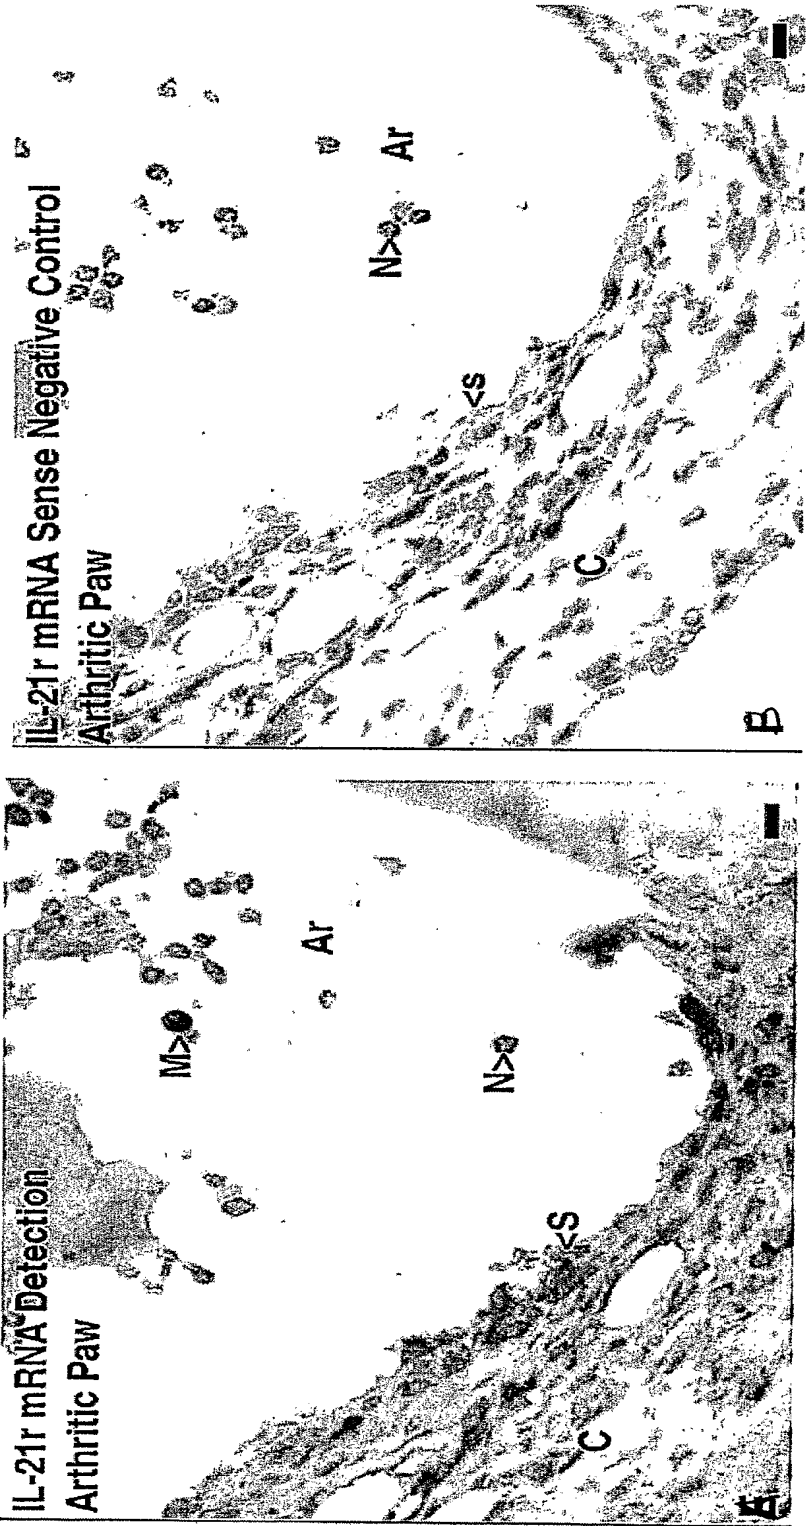 IL-21r mRNA Detection
Arthritic Paw
M>
Ar
N>
<S
C
IL-21r mRNA Sense Negative Control
Arthritic Paw
N>
Ar
<s
C
B